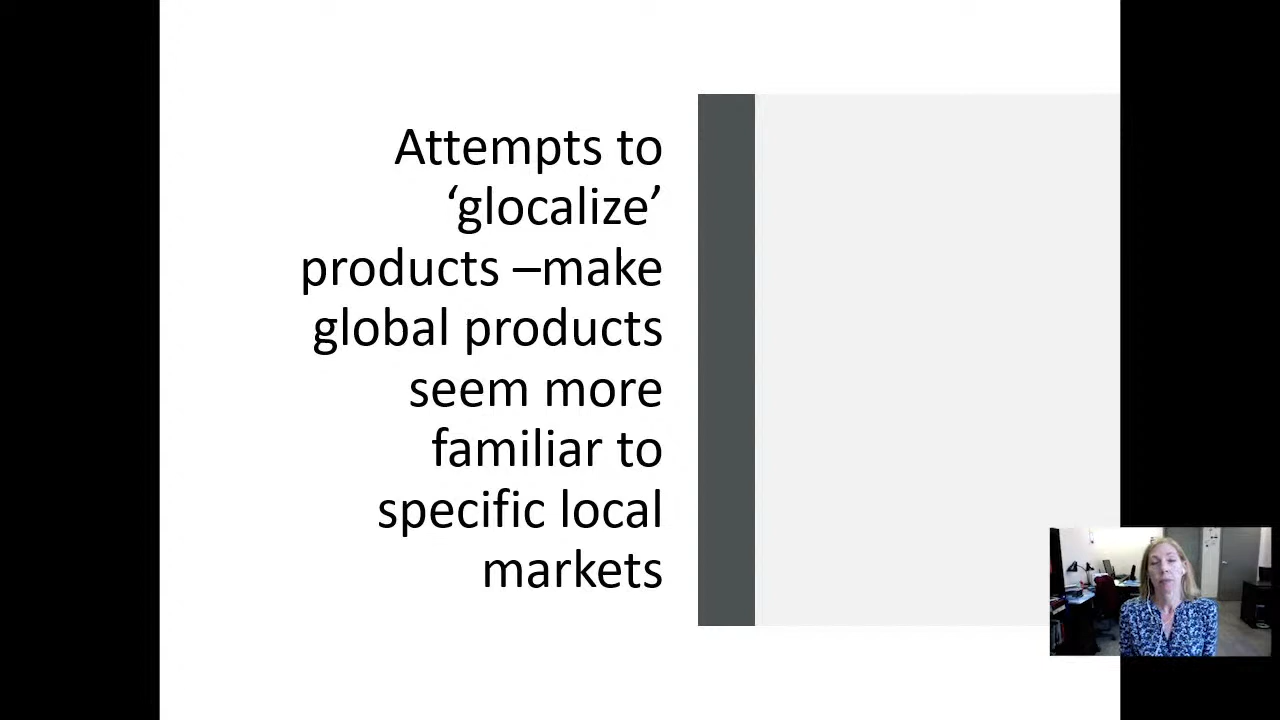 Attempts to
‘glocalize’
products –make
global products
seem more
familiar to
specific local
markets